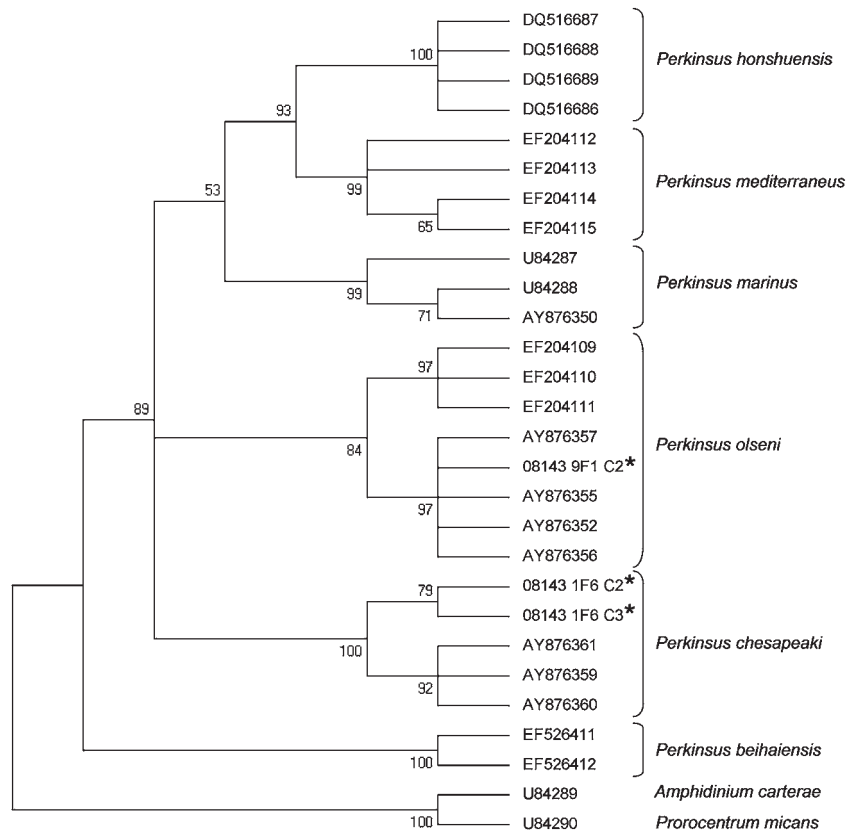 DQ516687
DQ516688
100
Perkinsus honshuensis
DQ516689
DQ516686
93
EF204112
EF204113
99
Perkinsus mediterraneus
53
EF204114
EF204115
65
U84287
99
Perkinsus marinus
U84288
71
AY876350
EF204109
97
EF204110
EF204111
89
AY876357
84
Perkinsus olseni
08143 9F1 C2*
AY876355
97
AY876352
AY876356
79
08143 1F6 C2*
08143 1F6 C3*
100
Perkinsus chesapeaki
AY876361
AY876359
92
AY876360
EF526411
Perkinsus beihaiensis
100
EF526412
U84289 Amphidinium carterae
100
U84290 Prorocentrum micans